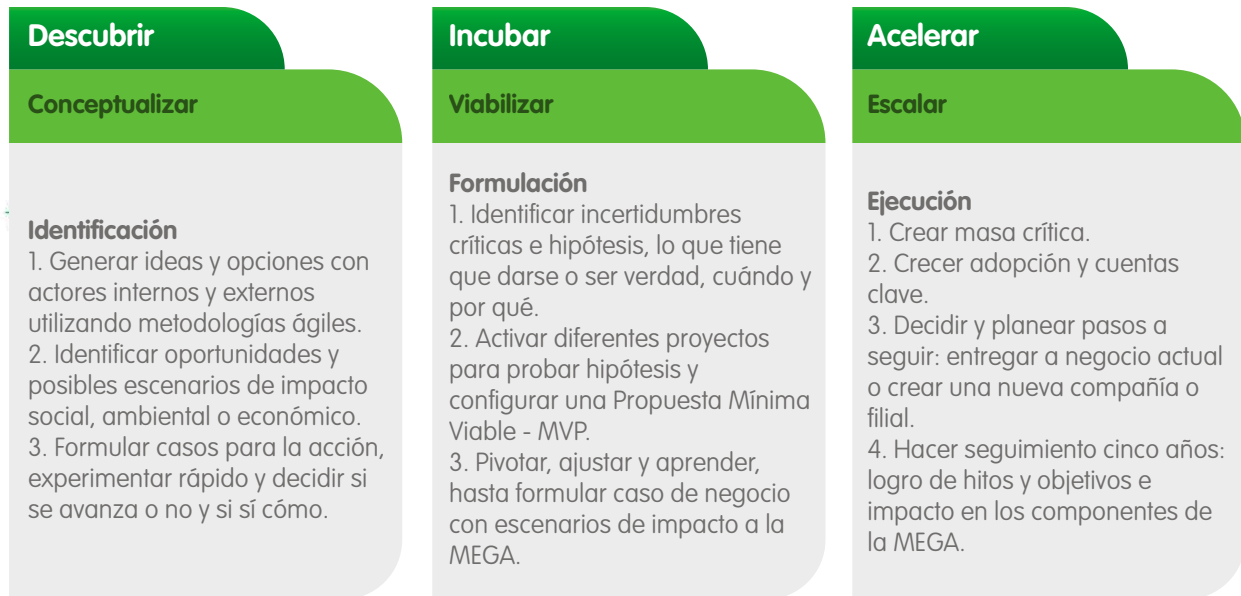 Descubrir
Conceptualizar
Identificación
1. Generar ideas y opciones con
actores internos y externos
utilizando metodologías ágiles.
2. Identificar oportunidades y
posibles escenarios de impacto
social, ambiental o económico.
3. Formular casos para la acción,
experimentar rápido y decidir si
se avanza o no y si sí cómo.
Incubar
Viabilizar
Formulación
1. Identificar incertidumbres
críticas e hipótesis, lo que tiene
que darse o ser verdad, cuándo y
por qué.
2. Activar diferentes proyectos
para probar hipótesis y
configurar una Propuesta Mínima
Viable - MVP.
3. Pivotar, ajustar y aprender,
hasta formular caso de negocio
con escenarios de impacto a la
MEGA.
Acelerar
Escalar
Ejecución
1. Crear masa crítica.
2. Crecer adopción y cuentas
clave.
3. Decidir y planear pasos a
seguir: entregar a negocio actual
o crear una nueva compañía o
filial.
4. Hacer seguimiento cinco años:
logro de hitos y objetivos e
impacto en los componentes de
la MEGA.